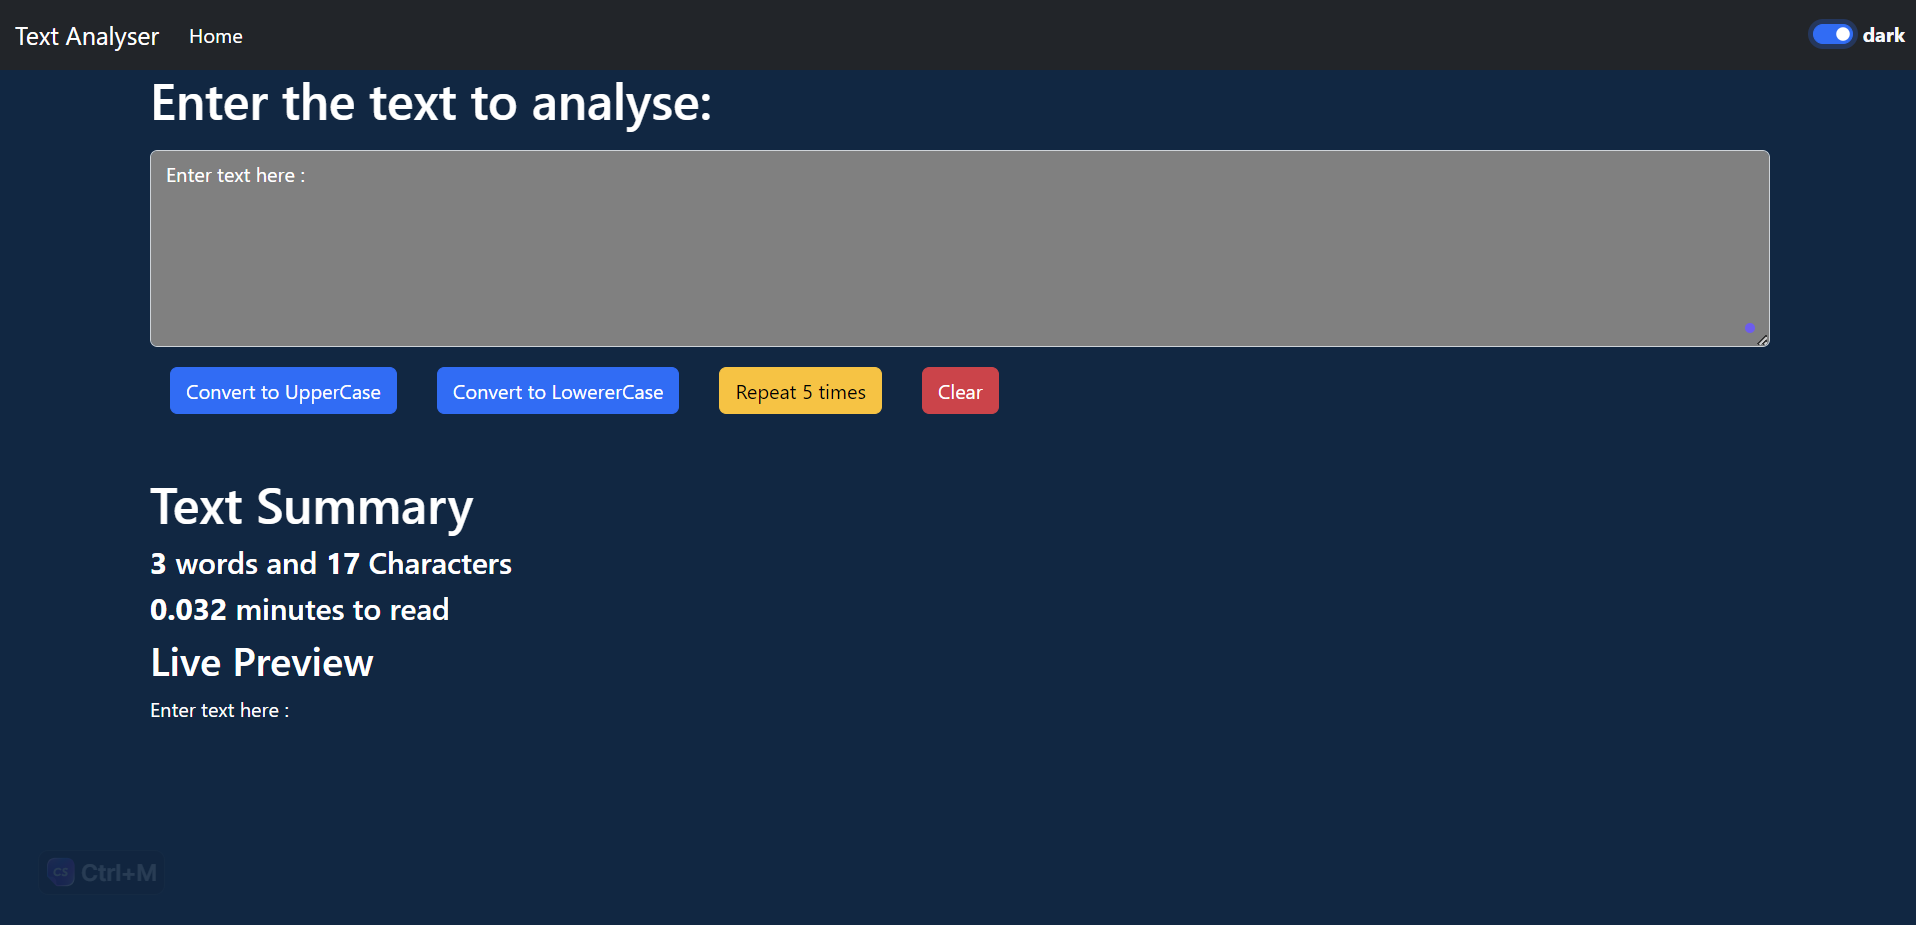 Text Analyser Home dark
Enter the text to analyse:
Enter text here :
Convert to UpperCase Convert to LowererCase Repeat 5 times Clear
Text Summary
3 words and 17 Characters
0.032 minutes to read
Live Preview
Enter text here :
CS Ctrl+M